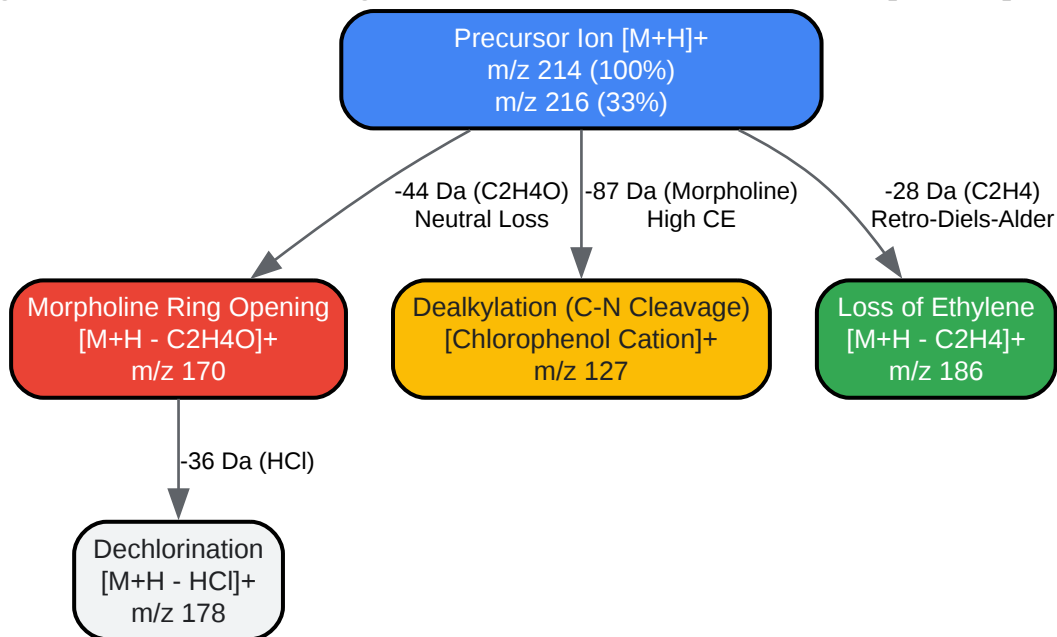 Precursor Ion [M+H]+
m/z 214 (100%)
m/z 216 (33%)
-44 Da (C2H4O)
Neutral Loss
-87 Da (Morpholine)
High CE
-28 Da (C2H4)
Retro-Diels-Alder
Morpholine Ring Opening
[M+H - C2H4O]+
m/z 170
Dealkylation (C-N Cleavage)
[Chlorophenol Cation]+
m/z 127
Loss of Ethylene
[M+H - C2H4]+
m/z 186
-36 Da (HCl)
Dechlorination
[M+H - HCl]+
m/z 178